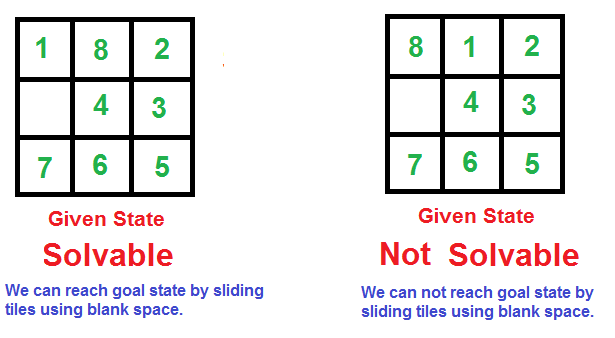 1 8 2
4 3
7 6 5
Given State
Solvable
We can reach goal state by sliding
tiles using blank space.
8 1 2
4 3
7 6 5
Given State
Not Solvable
We can not reach goal state by
sliding tiles using blank space.